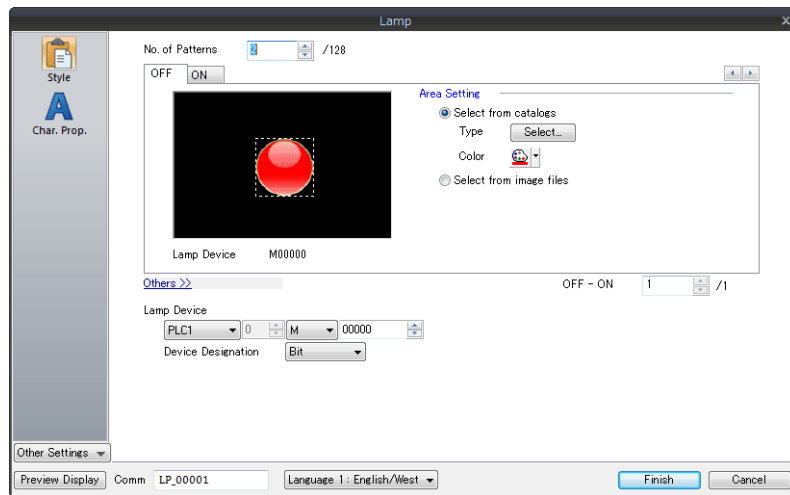 Lamp
x
Style
Char. Prop.
No. of Patterns 2 /128
OFF ON
Area Setting
Select from catalogs
Type Select...
Color
Select from image files
Lamp Device M00000
Others >>
OFF - ON 1 /1
Lamp Device
PLC1 0 M 00000
Device Designation Bit
Other Settings
Preview Display Comm LP_00001 Language 1 : English/West Finish Cancel